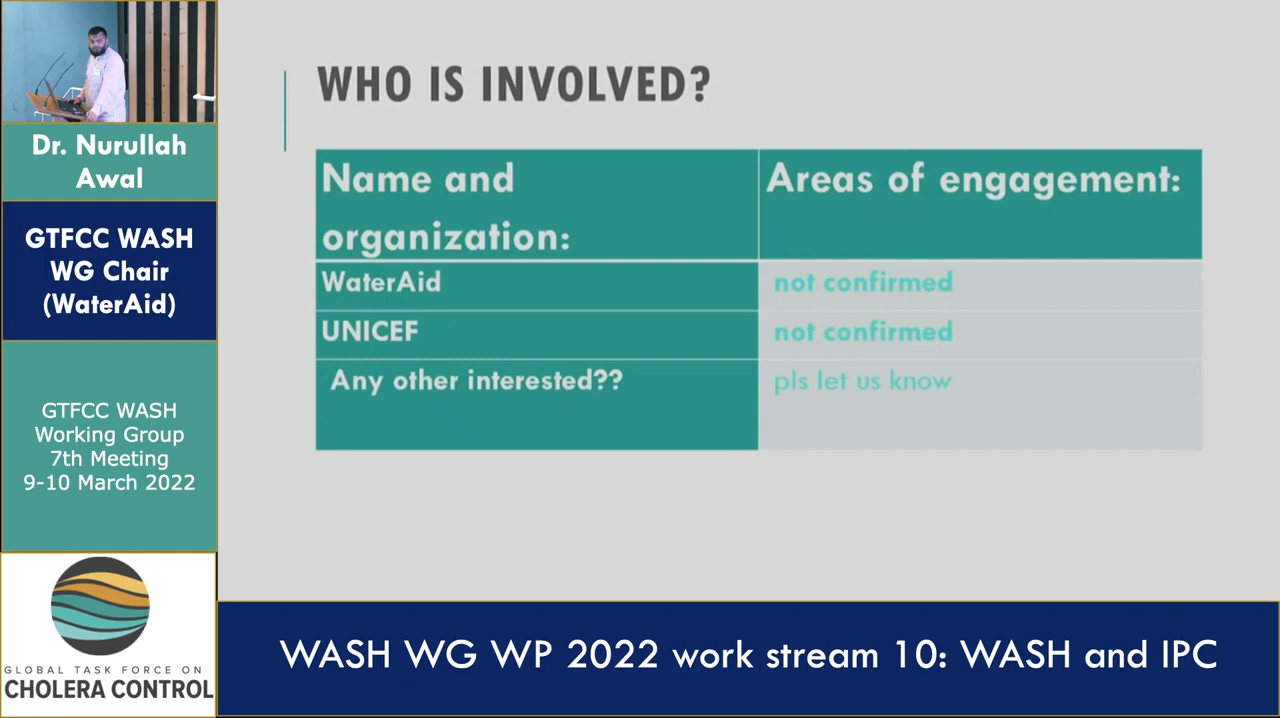 Dr. Nurullah
Awal
GTFCC WASH
WG Chair
(WaterAid)
GTFCC WASH
Working Group
7th Meeting
9-10 March 2022
GLOBAL TASK FORCE ON
CHOLERA CONTROL
WHO IS INVOLVED?
Name and
organization:
Areas of engagement:
WaterAid
not confirmed
UNICEF
not confirmed
Any other interested??
pls let us know
WASH WG WP 2022 work stream 10: WASH and IPC